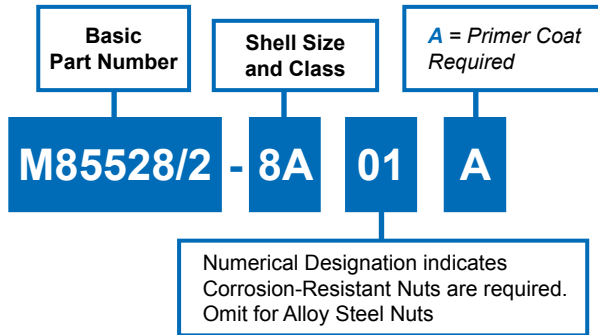 Basic
Part Number
Shell Size
and Class
A = Primer Coat
Required
M85528/2 - 8A 01 A
Numerical Designation indicates
Corrosion-Resistant Nuts are required.
Omit for Alloy Steel Nuts